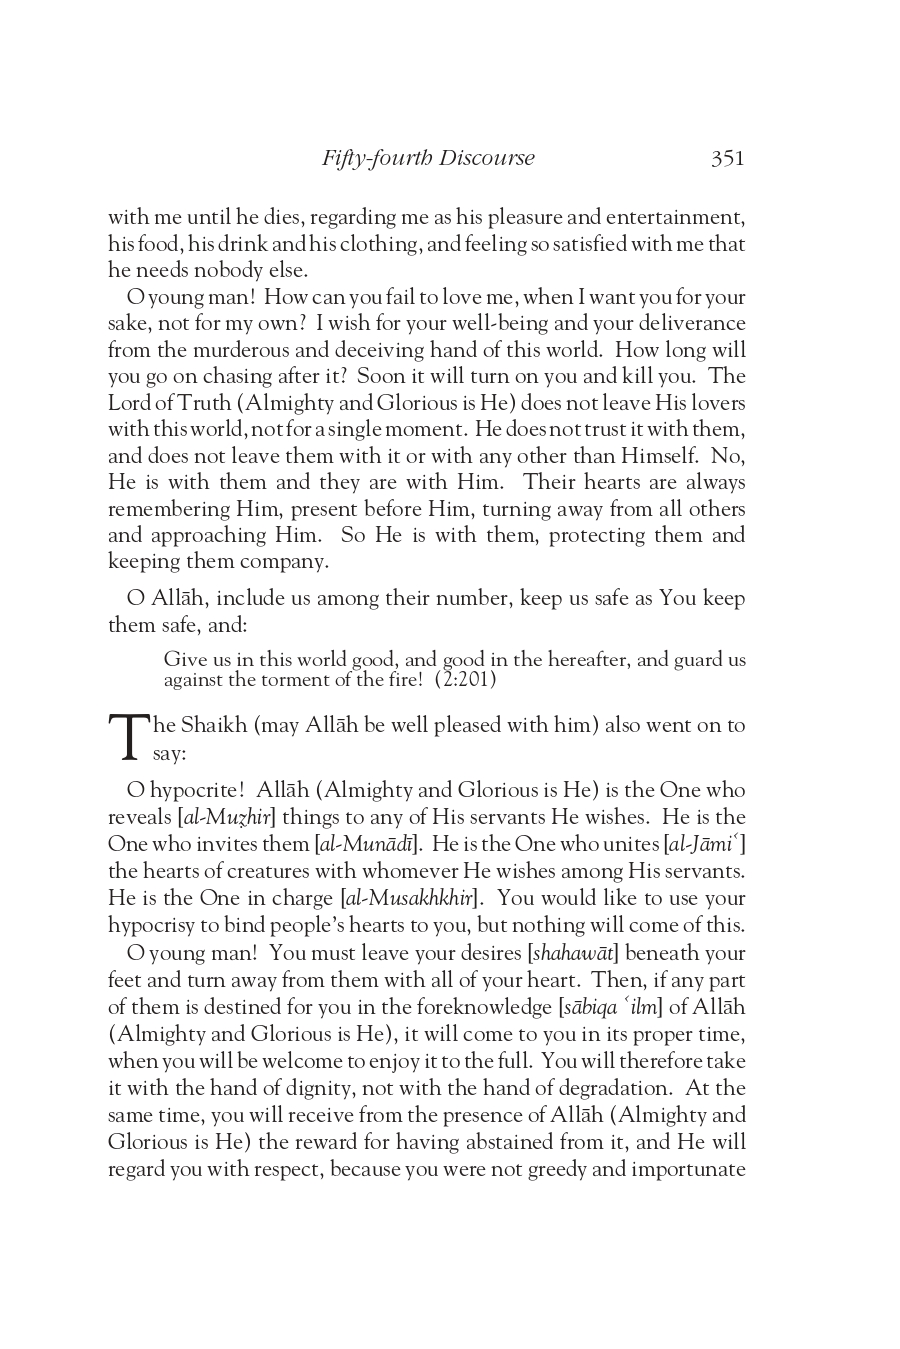 Fifty-fourth Discourse 351
with me until he dies, regarding me as his pleasure and entertainment,
his food, his drink and his clothing, and feeling so satisfied with me that
he needs nobody else.
O young man! How can you fail to love me, when I want you for your
sake, not for my own? I wish for your well-being and your deliverance
from the murderous and deceiving hand of this world. How long will
you go on chasing after it? Soon it will turn on you and kill you. The
Lord of Truth (Almighty and Glorious is He) does not leave His lovers
with this world, not for a single moment. He does not trust it with them,
and does not leave them with it or with any other than Himself. No,
He is with them and they are with Him. Their hearts are always
remembering Him, present before Him, turning away from all others
and approaching Him. So He is with them, protecting them and
keeping them company.
O Allāh, include us among their number, keep us safe as You keep
them safe, and:
Give us in this world good, and good in the hereafter, and guard us
against the torment of the fire! (2:201)
The Shaikh (may Allāh be well pleased with him) also went on to
say:
O hypocrite! Allāh (Almighty and Glorious is He) is the One who
reveals [al-Muẓhir] things to any of His servants He wishes. He is the
One who invites them [al-Munādī]. He is the One who unites [al-Jāmiʿ]
the hearts of creatures with whomever He wishes among His servants.
He is the One in charge [al-Musakhkhir]. You would like to use your
hypocrisy to bind people's hearts to you, but nothing will come of this.
O young man! You must leave your desires [shahawāt] beneath your
feet and turn away from them with all of your heart. Then, if any part
of them is destined for you in the foreknowledge [sābiqa ʿilm] of Allāh
(Almighty and Glorious is He), it will come to you in its proper time,
when you will be welcome to enjoy it to the full. You will therefore take
it with the hand of dignity, not with the hand of degradation. At the
same time, you will receive from the presence of Allāh (Almighty and
Glorious is He) the reward for having abstained from it, and He will
regard you with respect, because you were not greedy and importunate